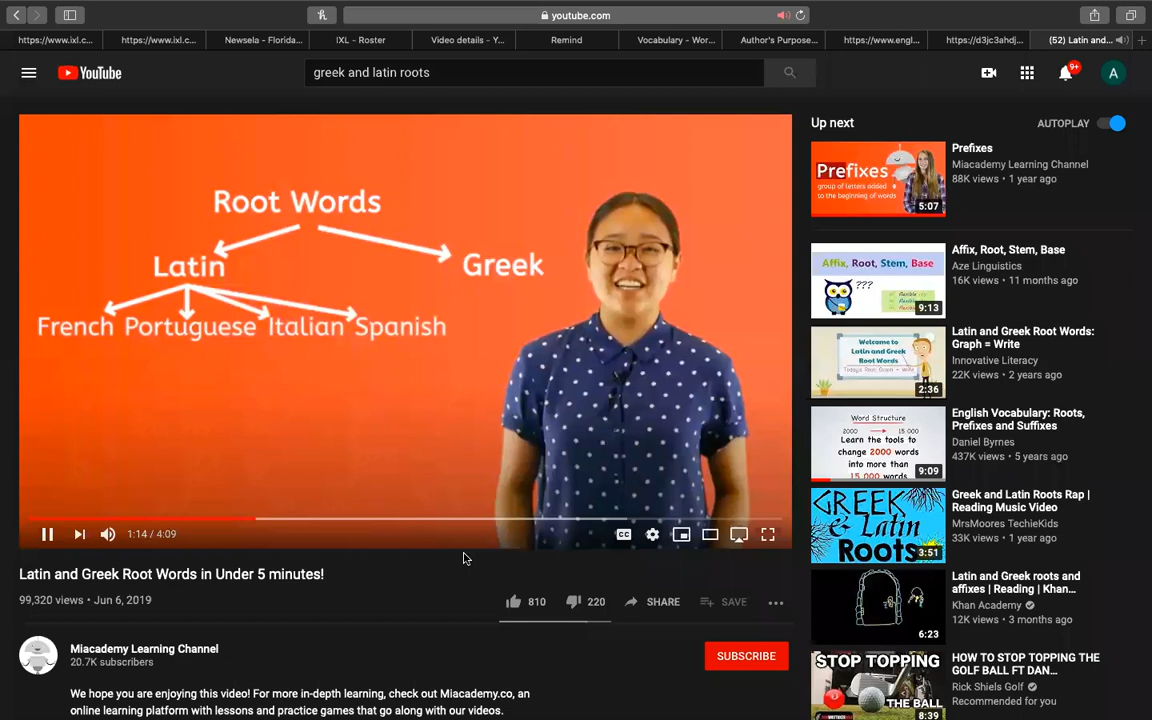 youtube.com
https://www.ixl.c...
https://www.ixl.c...
Newsela - Florida...
IXL - Roster
Video details - Y...
Remind
Vocabulary - Wor...
Author's Purpose...
https://www.engl...
https://d3jc3ahdj...
(52) Latin and...
YouTube
greek and latin roots
9+
A
Root Words
Latin
Greek
French Portuguese Italian Spanish
1:14 / 4:09
CC
Latin and Greek Root Words in Under 5 minutes!
99,320 views • Jun 6, 2019
810
220
SHARE
SAVE
Miacademy Learning Channel
20.7K subscribers
SUBSCRIBE
We hope you are enjoying this video! For more in-depth learning, check out Miacademy.co, an
online learning platform with lessons and practice games that go along with our videos.
Up next
AUTOPLAY
Prefixes
group of letters added
to the beginning of words
5:07
Prefixes
Miacademy Learning Channel
88K views • 1 year ago
Affix, Root, Stem, Base
???
9:13
Affix, Root, Stem, Base
Aze Linguistics
16K views • 11 months ago
Welcome to
Latin and Greek
Root Words
Today's Root: Graph = Write
2:36
Latin and Greek Root Words:
Graph = Write
Innovative Literacy
22K views • 2 years ago
Word Structure
2000 → 15 000
Learn the tools to
change 2000 words
into more than
15 000 words
9:09
English Vocabulary: Roots,
Prefixes and Suffixes
Daniel Byrnes
437K views • 5 years ago
GREEK
& Latin
Roots
3:51
Greek and Latin Roots Rap |
Reading Music Video
MrsMoores TechieKids
33K views • 1 year ago
6:23
Latin and Greek roots and
affixes | Reading | Khan...
Khan Academy
12K views • 3 months ago
STOP TOPPING
THE BALL
8:39
HOW TO STOP TOPPING THE
GOLF BALL FT DAN...
Rick Shiels Golf
Recommended for you